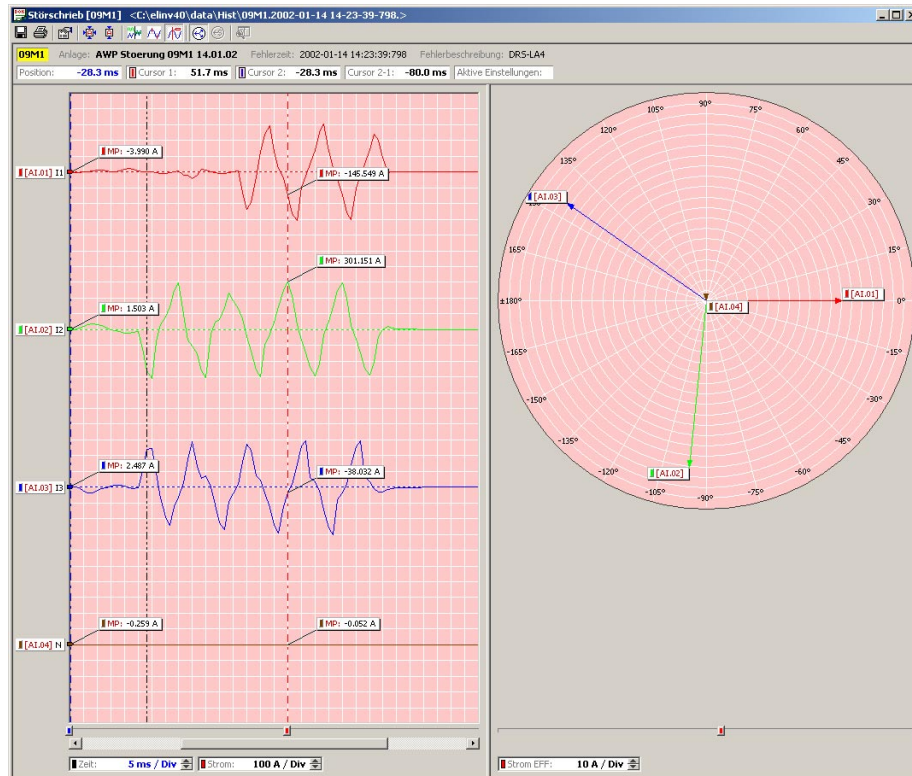 Störschrieb [09M1] <C:\elinv40\data\Hist\09M1.2002-01-14 14-23-39-798.>
09M1 Anlage: AWP Stoerung 09M1 14.01.02 Fehlerzeit: 2002-01-14 14:23:39:798 Fehlerbeschreibung: DR5-LA4
Position: -28.3 ms Cursor 1: 51.7 ms Cursor 2: -28.3 ms Cursor 2-1: -80.0 ms Aktive Einstellungen:
MP: -3.990 A
[AI.01] I1
MP: -145.549 A
MP: 301.151 A
MP: 1.503 A
[AI.02] I2
MP: 2.487 A
MP: -38.032 A
[AI.03] I3
MP: -0.259 A
MP: -0.052 A
[AI.04] N
90°
105°
75°
120°
60°
135°
45°
[AI.03]
30°
165°
15°
±180°
[AI.01]
0°
[AI.04]
-165°
-15°
-150°
-30°
-135°
-45°
-120°
-60°
[AI.02]
-105°
-75°
-90°
Zeit: 5 ms / Div
Strom: 100 A / Div
Strom EFF: 10 A / Div